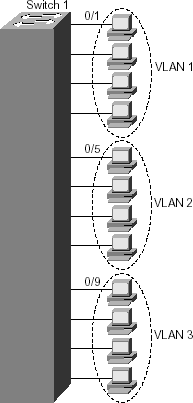 Switch 1
0/1
VLAN 1
0/5
VLAN 2
0/9
VLAN 3